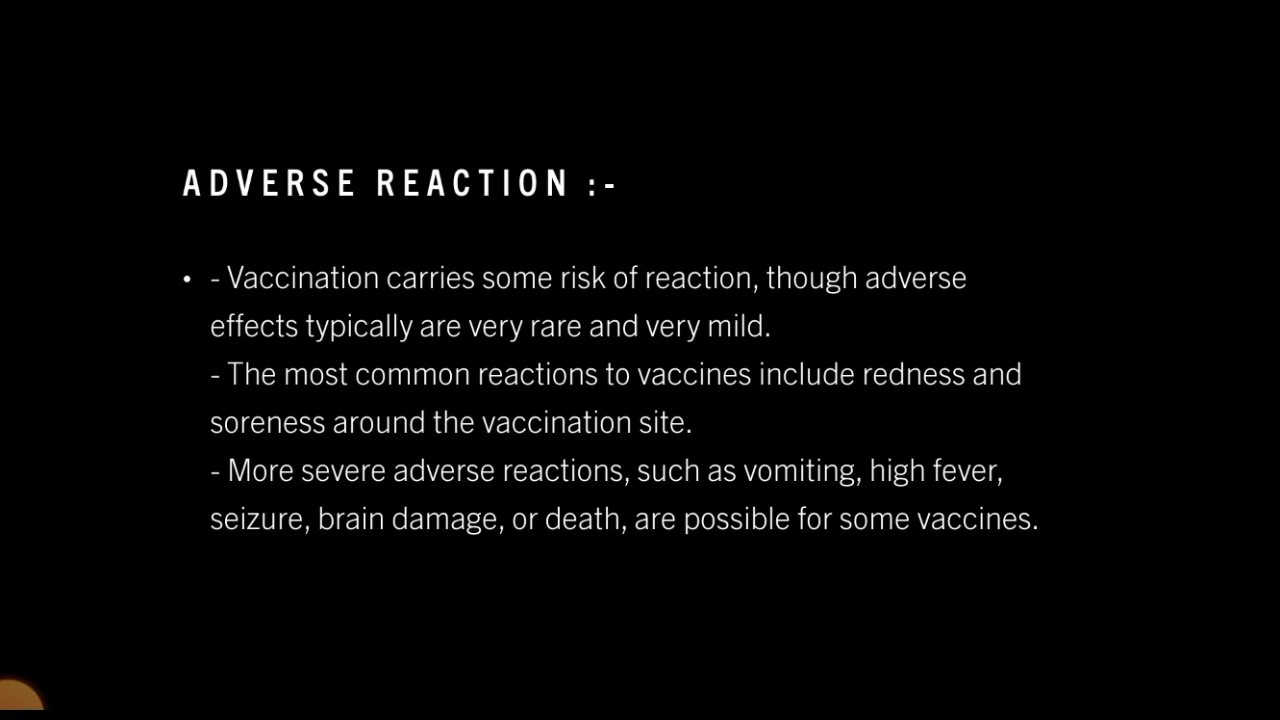 ADVERSE REACTION :-
• - Vaccination carries some risk of reaction, though adverse
effects typically are very rare and very mild.
- The most common reactions to vaccines include redness and
soreness around the vaccination site.
- More severe adverse reactions, such as vomiting, high fever,
seizure, brain damage, or death, are possible for some vaccines.